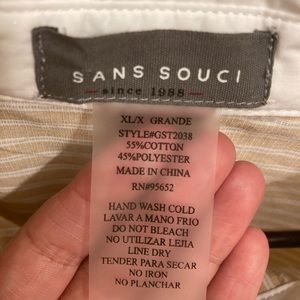 SANS SOUCI
since 1988
XL/X GRANDE
STYLE#GST2038
55%COTTON
45%POLYESTER
MADE IN CHINA
RN#95652
HAND WASH COLD
LAVAR A MANO FRIO
DO NOT BLEACH
NO UTILIZAR LEJIA
LINE DRY
TENDER PARA SECAR
NO IRON
NO PLANCHAR